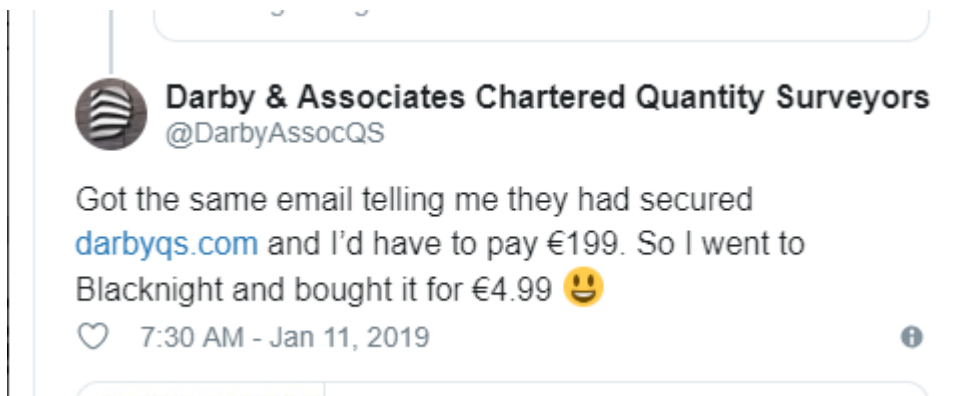 Darby & Associates Chartered Quantity Surveyors
@DarbyAssocQS
Got the same email telling me they had secured
darbyqs.com and I'd have to pay €199. So I went to
Blacknight and bought it for €4.99 😃
7:30 AM - Jan 11, 2019